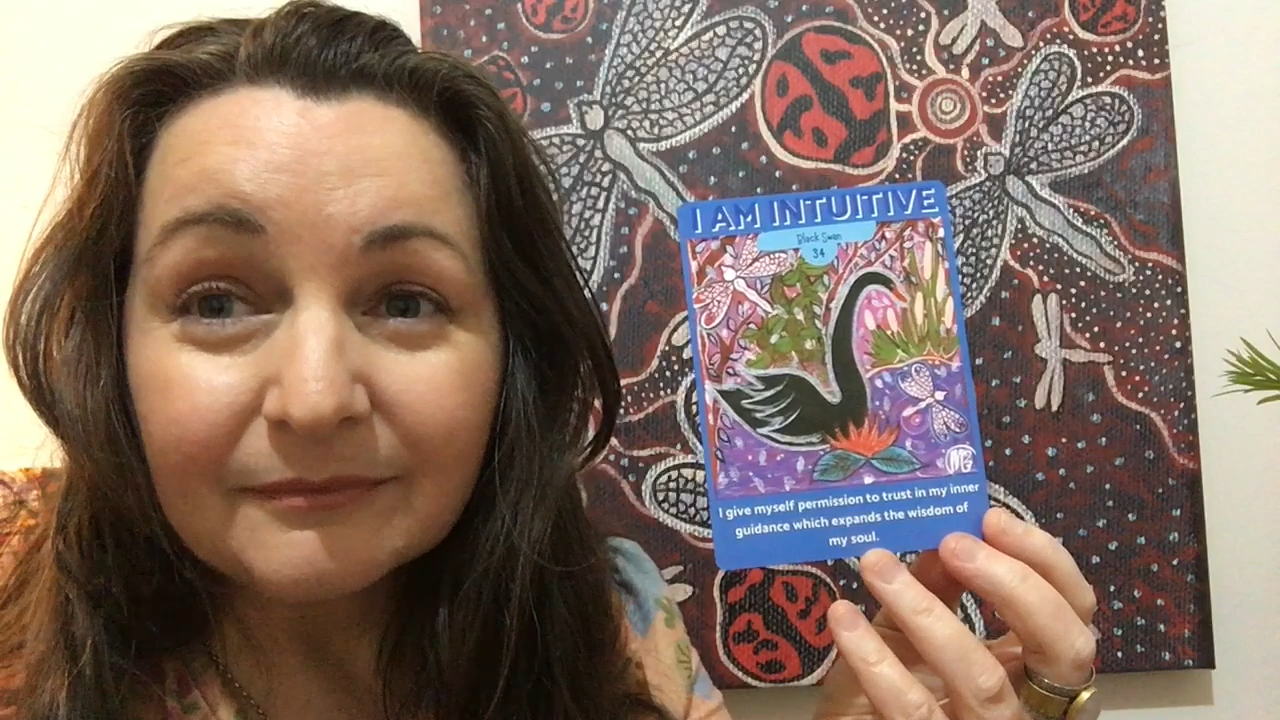 I AM INTUITIVE
Black Swan
34
MB
I give myself permission to trust in my inner
guidance which expands the wisdom of
my soul.